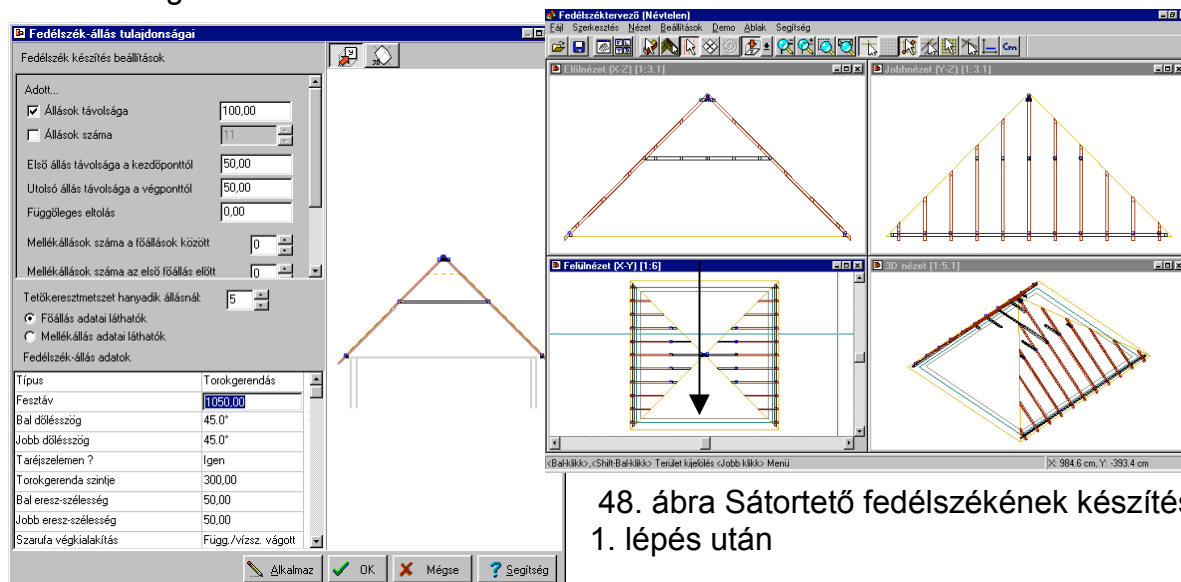 Fedélszék-állás tulajdonságai
Fedélszék készítés beállítások
Adott...
Állások távolsága 100,00
Állások száma 11
Első állás távolsága a kezdőponttól 50,00
Utolsó állás távolsága a végponttól 50,00
Függőleges eltolás 0,00
Mellékállások száma a főállások között 0
Mellékállások száma az első főállás előtt 0
Tetőkeresztmetszet hanyadik állásnál: 5
Főállás adatai láthatók
Mellékállás adatai láthatók
Fedélszék-állás adatok
Típus Torokgerendás
Fesztáv 1050,00
Bal dőlésszög 45.0°
Jobb dőlésszög 45.0°
Taréjszelemen ? Igen
Torokgerenda szintje 300,00
Bal eresz-szélesség 50,00
Jobb eresz-szélesség 50,00
Szarufa végkialakítás Függ./vízsz. vágott
Alkalmaz OK Mégse Segítség
3D
Fedélszéktervező (Névtelen)
Fájl Szerkesztés Nézet Beállítások Demo Ablak Segítség
Cm
Elölnézet (X-Z) [1:3.1]
Jobbnézet (Y-Z) [1:3.1]
Felülnézet (X-Y) [1:6]
3D nézet [1:5.1]
<Bal-klikk>,<Shift-Bal-klikk> Terület kijelölés <Jobb klikk> Menü
X: 984.6 cm, Y: -393.4 cm
48. ábra Sátortető fedélszékének készítés
1. lépés után